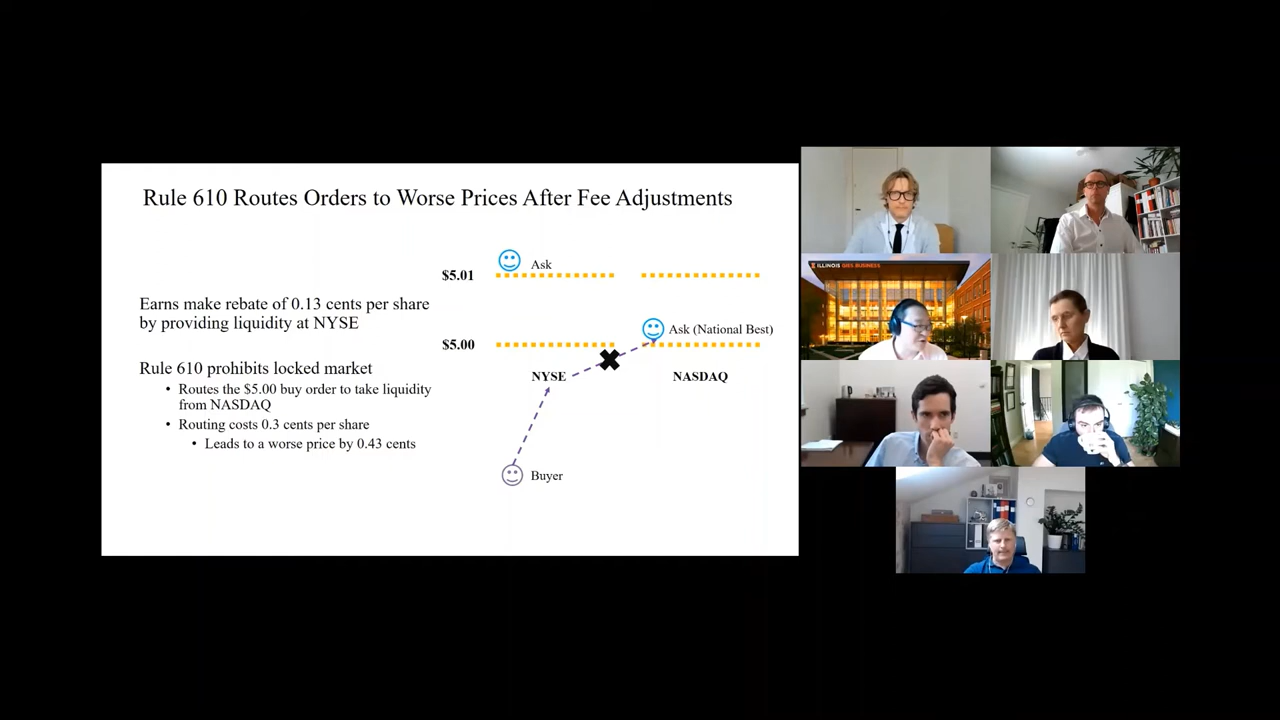 Rule 610 Routes Orders to Worse Prices After Fee Adjustments
Ask
$5.01
Earns make rebate of 0.13 cents per share
by providing liquidity at NYSE
Ask (National Best)
$5.00
Rule 610 prohibits locked market
NYSE
NASDAQ
• Routes the $5.00 buy order to take liquidity
from NASDAQ
• Routing costs 0.3 cents per share
• Leads to a worse price by 0.43 cents
Buyer
ILLINOIS GIES BUSINESS